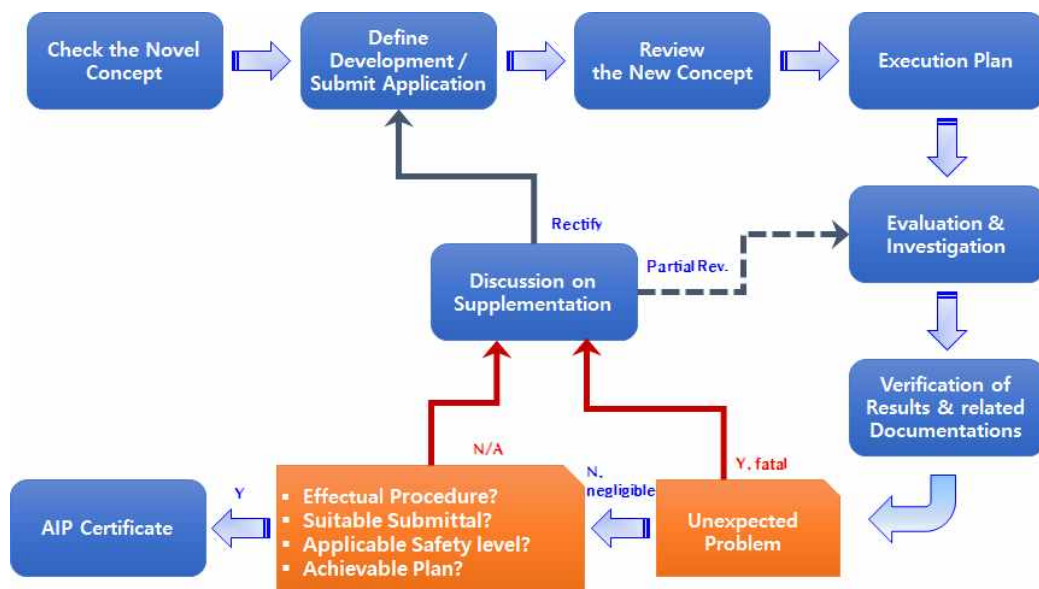 Check the Novel
Concept
Define
Development /
Submit Application
Review
the New Concept
Execution Plan
Evaluation &
Investigation
Rectify
Partial Rev.
Discussion on
Supplementation
Verification of
Results & related
Documentations
N/A
Y, fatal
N,
negligible
Y
AIP Certificate
▪ Effectual Procedure?
▪ Suitable Submittal?
▪ Applicable Safety level?
▪ Achievable Plan?
Unexpected
Problem